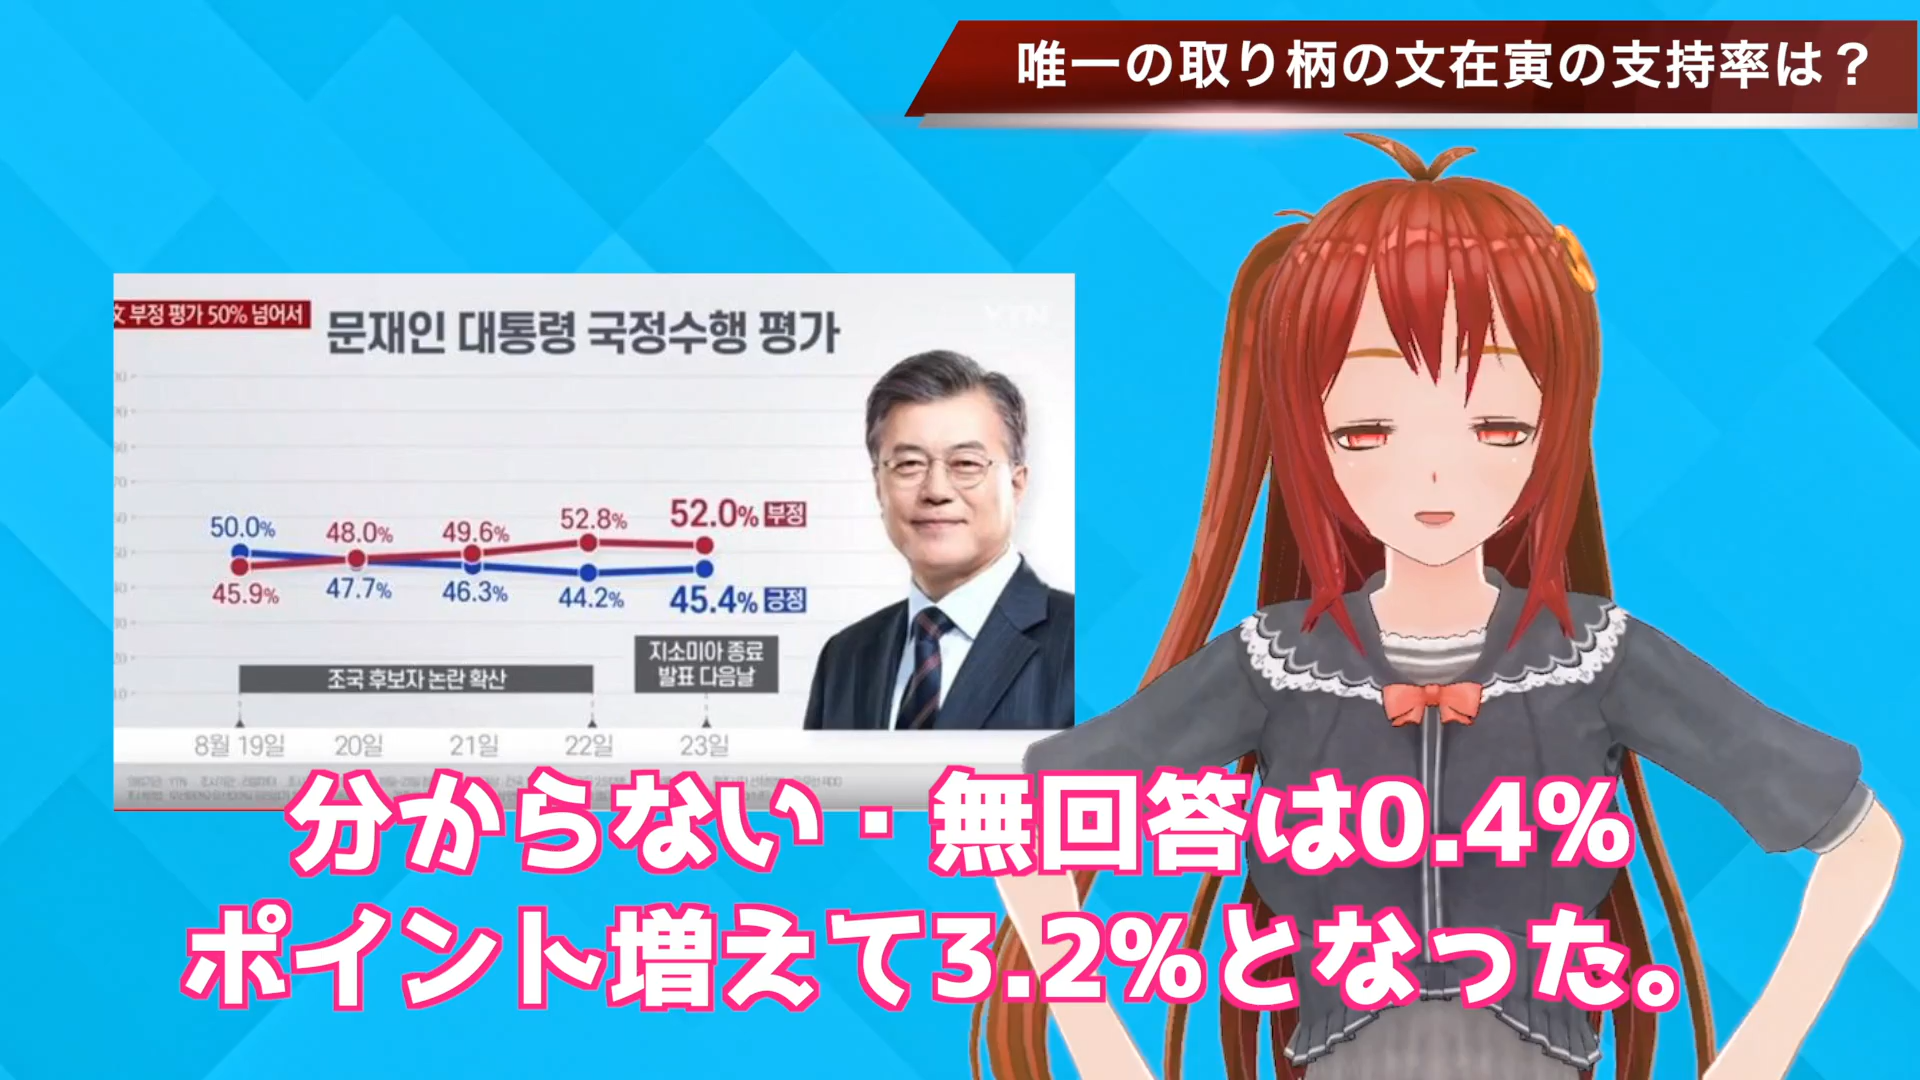 唯一の取り柄の文在寅の支持率は？
文 부정 평가 50% 넘어서
문재인 대통령 국정수행 평가
YTN
50.0%
48.0%
49.6%
52.8%
52.0% 부정
45.9%
47.7%
46.3%
44.2%
45.4% 긍정
조국 후보자 논란 확산
지소미아 종료
발표 다음날
8월 19일
20일
21일
22일
23일
分からない・無回答は0.4%
ポイント増えて3.2%となった。